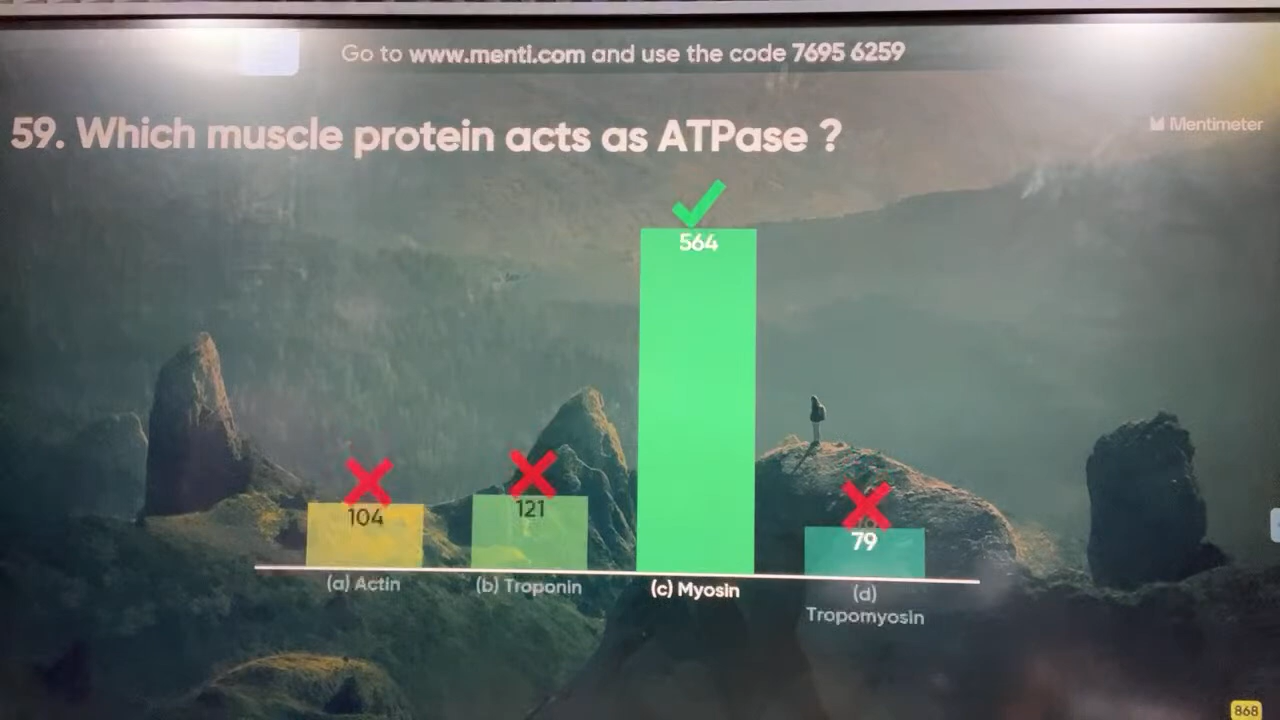 Go to www.menti.com and use the code 7695 6259
59. Which muscle protein acts as ATPase ?
Mentimeter
564
104
121
79
(a) Actin
(b) Troponin
(c) Myosin
(d)
Tropomyosin
868